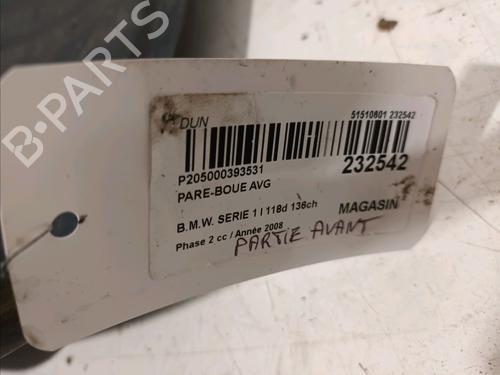 DUN
51510601 232542
P205000393531
232542
PARE-BOUE AVG
B.M.W. SERIE 1 I 118d 136ch
MAGASIN
Phase 2 cc / Année 2008
PARTIE AVANT
B-PARTS